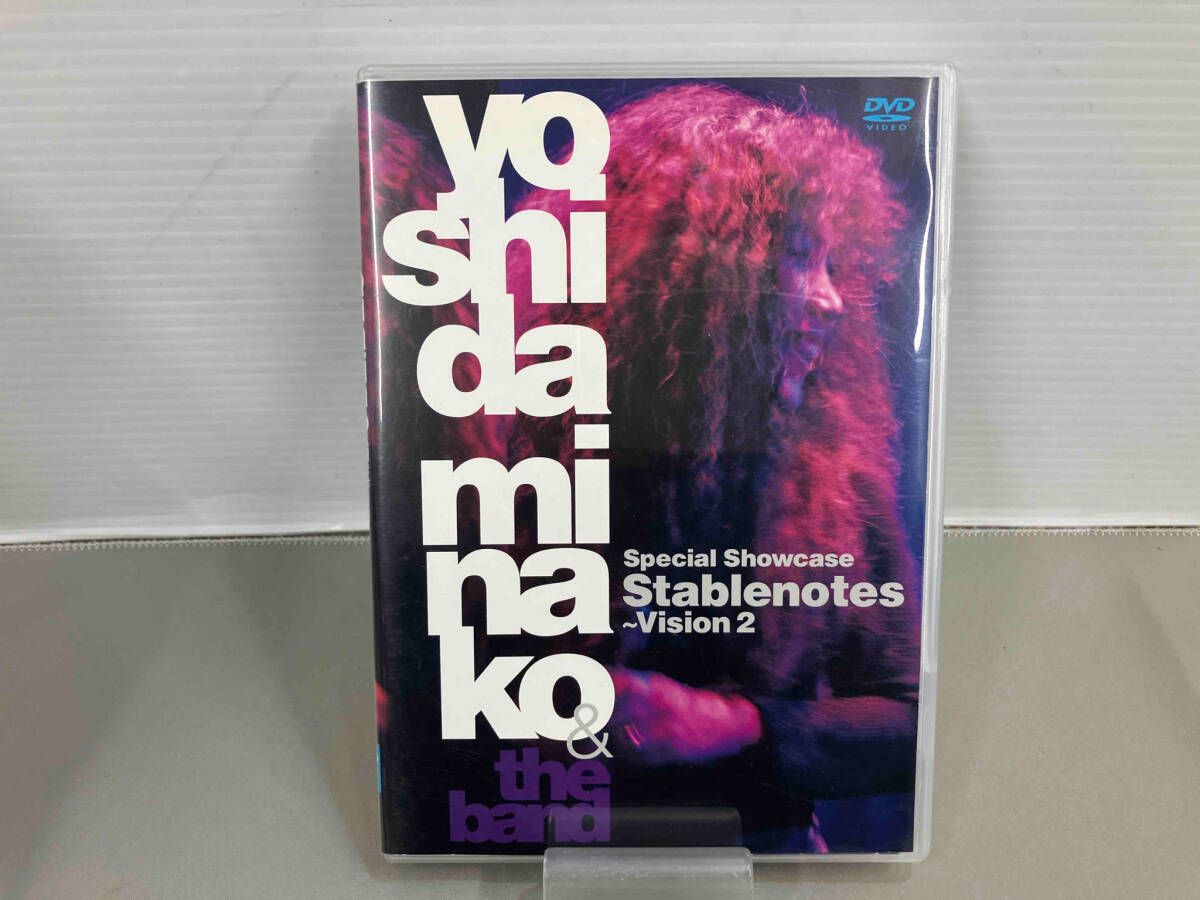 yo
shi
da
mi
na
ko
&
the
band
DVD
VIDEO
Special Showcase
Stablenotes
~Vision 2